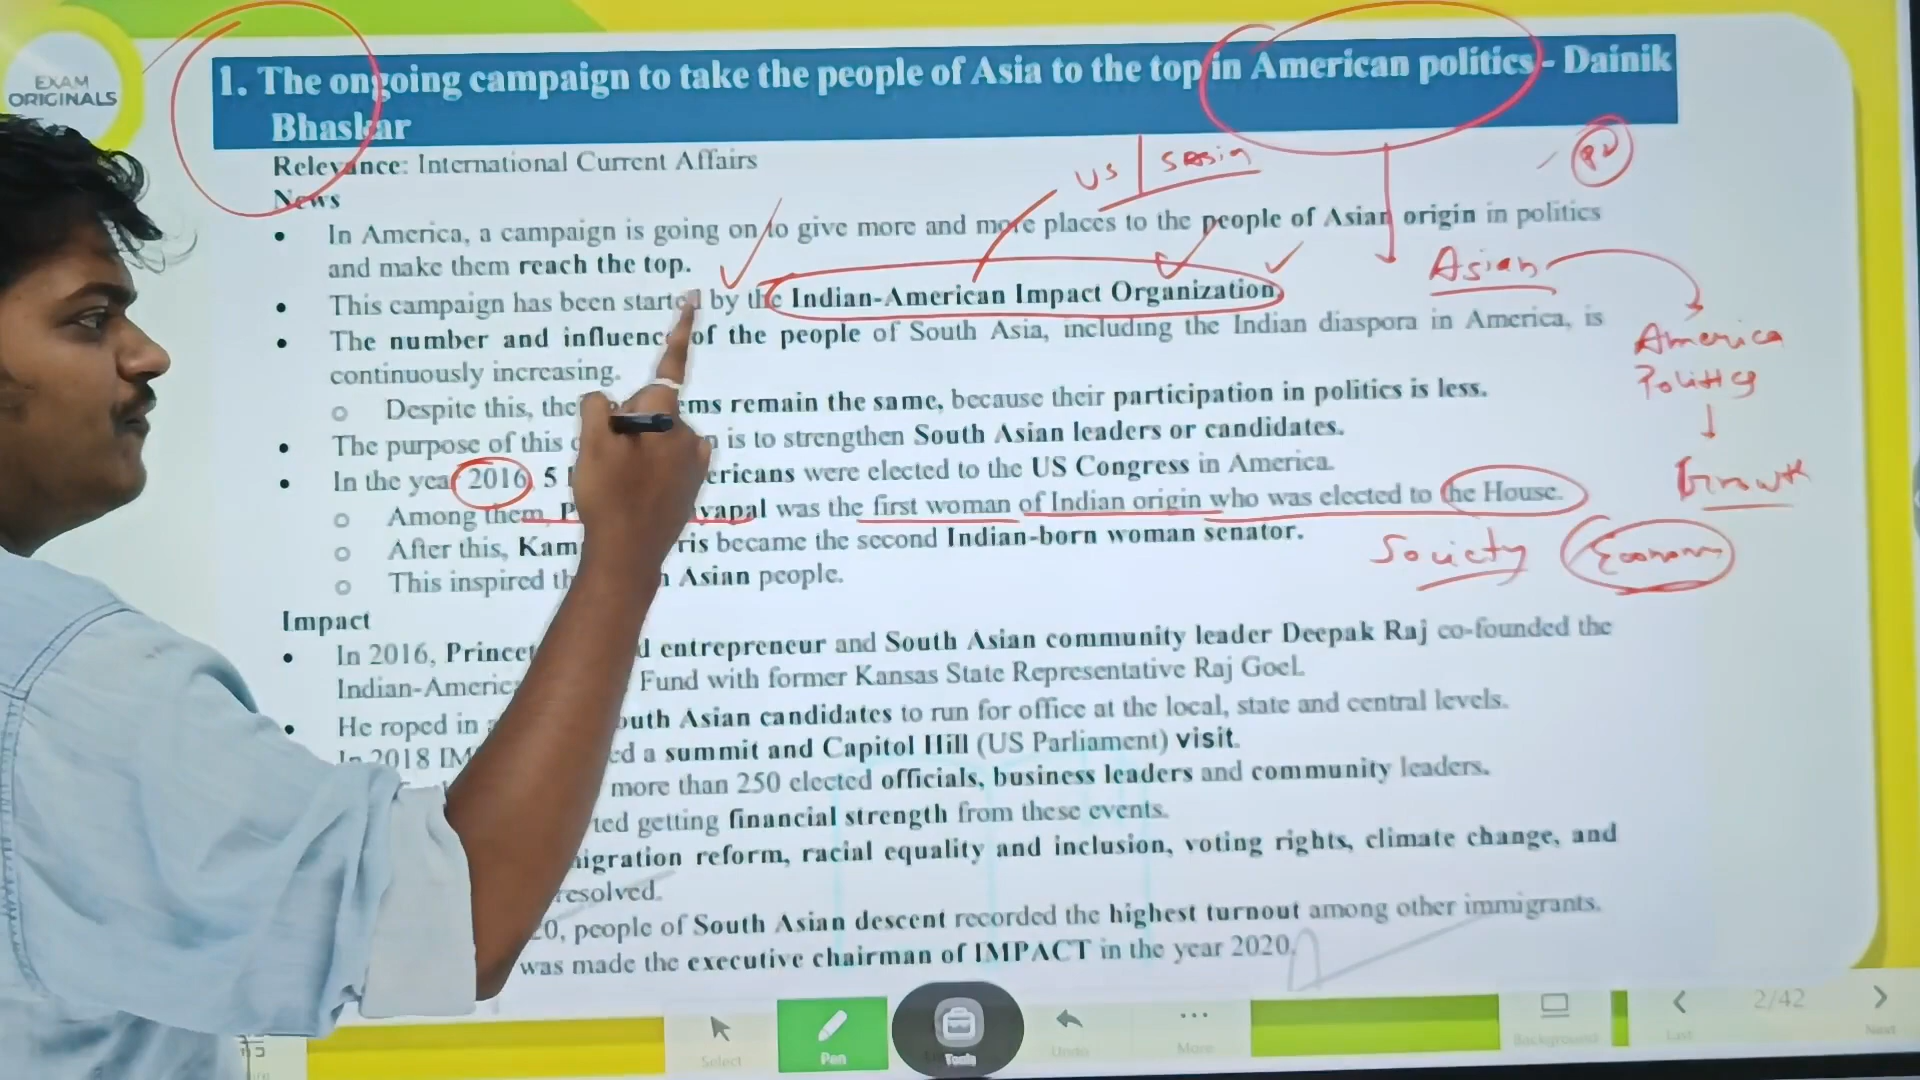 EXAM
ORIGINALS
1. The ongoing campaign to take the people of Asia to the top in American politics - Dainik
Bhaskar
Relevance: International Current Affairs
News
US | S Asia
In America, a campaign is going on to give more and more places to the people of Asian origin in politics
and make them reach the top.
This campaign has been started by the Indian-American Impact Organization.
Asian
The number and influence of the people of South Asia, including the Indian diaspora in America, is
continuously increasing.
America
Politics
Despite this, the ems remain the same, because their participation in politics is less.
The purpose of this is to strengthen South Asian leaders or candidates.
In the year 2016, 5 ericans were elected to the US Congress in America.
Growth
Among them, P yapal was the first woman of Indian origin who was elected to the House.
After this, Kam ris became the second Indian-born woman senator.
Society Economy
This inspired th Asian people.
Impact
In 2016, Princet d entrepreneur and South Asian community leader Deepak Raj co-founded the
Indian-Americ Fund with former Kansas State Representative Raj Goel.
He roped in outh Asian candidates to run for office at the local, state and central levels.
In 2018 IM ed a summit and Capitol Hill (US Parliament) visit.
more than 250 elected officials, business leaders and community leaders.
ted getting financial strength from these events.
igration reform, racial equality and inclusion, voting rights, climate change, and
resolved.
20, people of South Asian descent recorded the highest turnout among other immigrants.
was made the executive chairman of IMPACT in the year 2020.
Select
Pen
Tools
Undo
More
Background
Last
2/42
Next